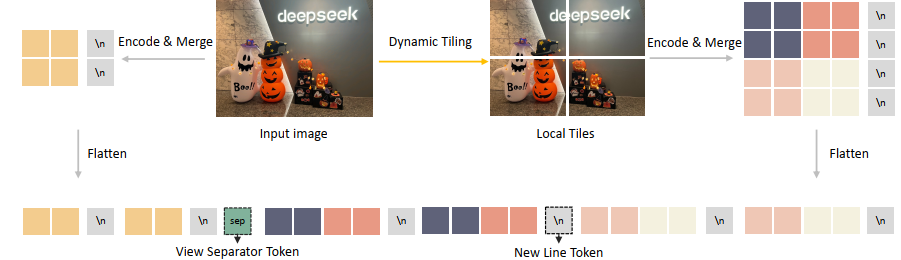 deepseek
deepseek
\n
Encode & Merge
Dynamic Tiling
Encode & Merge
\n
\n
\n
\n
\n
Boo!!
Boo!!
Input image
Local Tiles
Flatten
Flatten
\n
\n
sep
\n
\n
\n
\n
View Separator Token
New Line Token